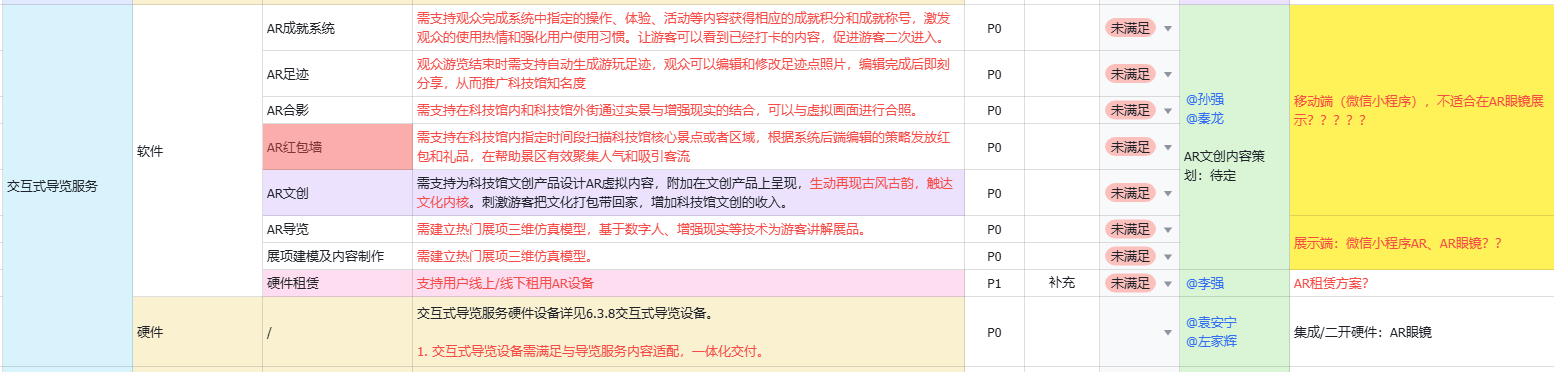 交互式导览服务
软件
AR成就系统
需支持观众完成系统中指定的操作、体验、活动等内容获得相应的成就积分和成就称号，激发
观众的使用热情和强化用户使用习惯。让游客可以看到已经打卡的内容，促进游客二次进入。
P0
未满足
AR足迹
观众游览结束时需支持自动生成游玩足迹，观众可以编辑和修改足迹点照片，编辑完成后即刻
分享，从而推广科技馆知名度
P0
未满足
AR合影
需支持在科技馆内和科技馆外街通过实景与增强现实的结合，可以与虚拟画面进行合照。
P0
未满足
AR红包墙
需支持在科技馆内指定时间段扫描科技馆核心景点或者区域，根据系统后端编辑的策略发放红
包和礼品，在帮助景区有效聚集人气和吸引客流
P0
未满足
AR文创
需支持为科技馆文创产品设计AR虚拟内容，附加在文创产品上呈现，生动再现古风古韵，触达
文化内核。刺激游客把文化打包带回家，增加科技馆文创的收入。
P0
未满足
AR导览
需建立热门展项三维仿真模型，基于数字人、增强现实等技术为游客讲解展品。
P0
未满足
展项建模及内容制作
需建立热门展项三维仿真模型。
P0
未满足
@孙强
@秦龙
AR文创内容策
划：待定
移动端（微信小程序），不适合在AR眼镜展
示？？？？？
展示端：微信小程序AR、AR眼镜？？
硬件租赁
支持用户线上/线下租用AR设备
P1
补充
未满足
@李强
AR租赁方案？
硬件
/
交互式导览服务硬件设备详见6.3.8交互式导览设备。
1. 交互式导览设备需满足与导览服务内容适配，一体化交付。
P0
@袁安宁
@左家辉
集成/二开硬件：AR眼镜